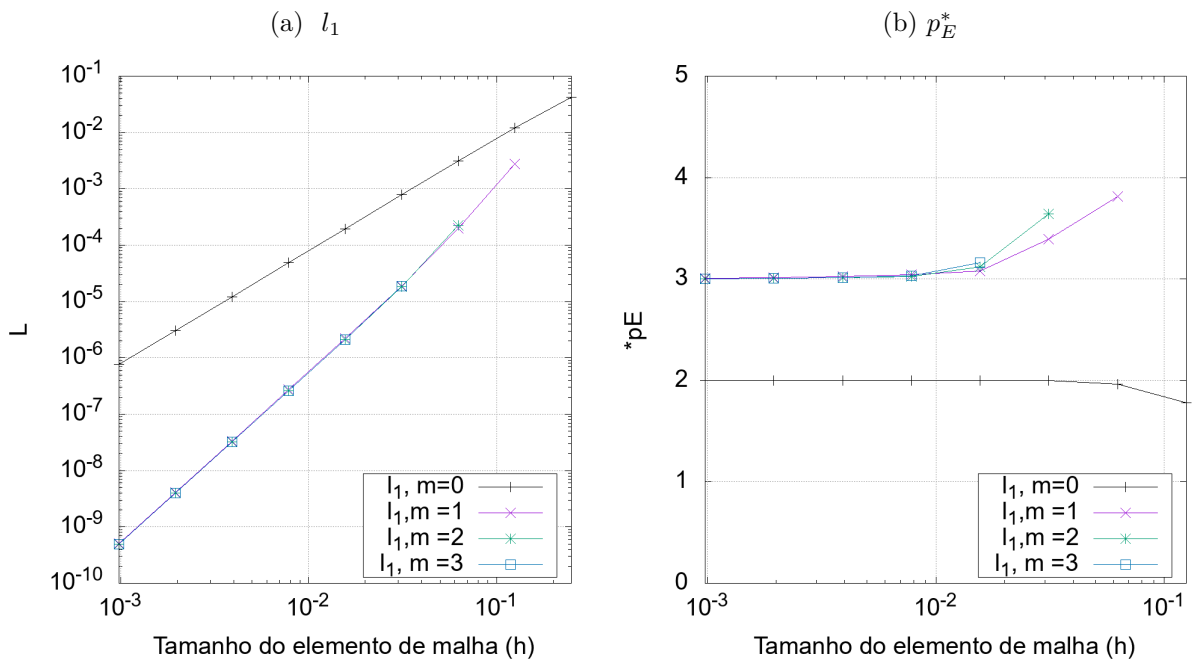 (a) l₁
10⁻¹
10⁻²
10⁻³
10⁻⁴
10⁻⁵
10⁻⁶
10⁻⁷
10⁻⁸
10⁻⁹
10⁻¹⁰
L
l₁, m=0
l₁,m =1
l₁,m =2
l₁, m =3
10⁻³ 10⁻² 10⁻¹
Tamanho do elemento de malha (h)
(b) p*_E
5
4
3
2
1
0
*pE
l₁, m=0
l₁,m =1
l₁,m =2
l₁, m =3
10⁻³ 10⁻² 10⁻¹
Tamanho do elemento de malha (h)